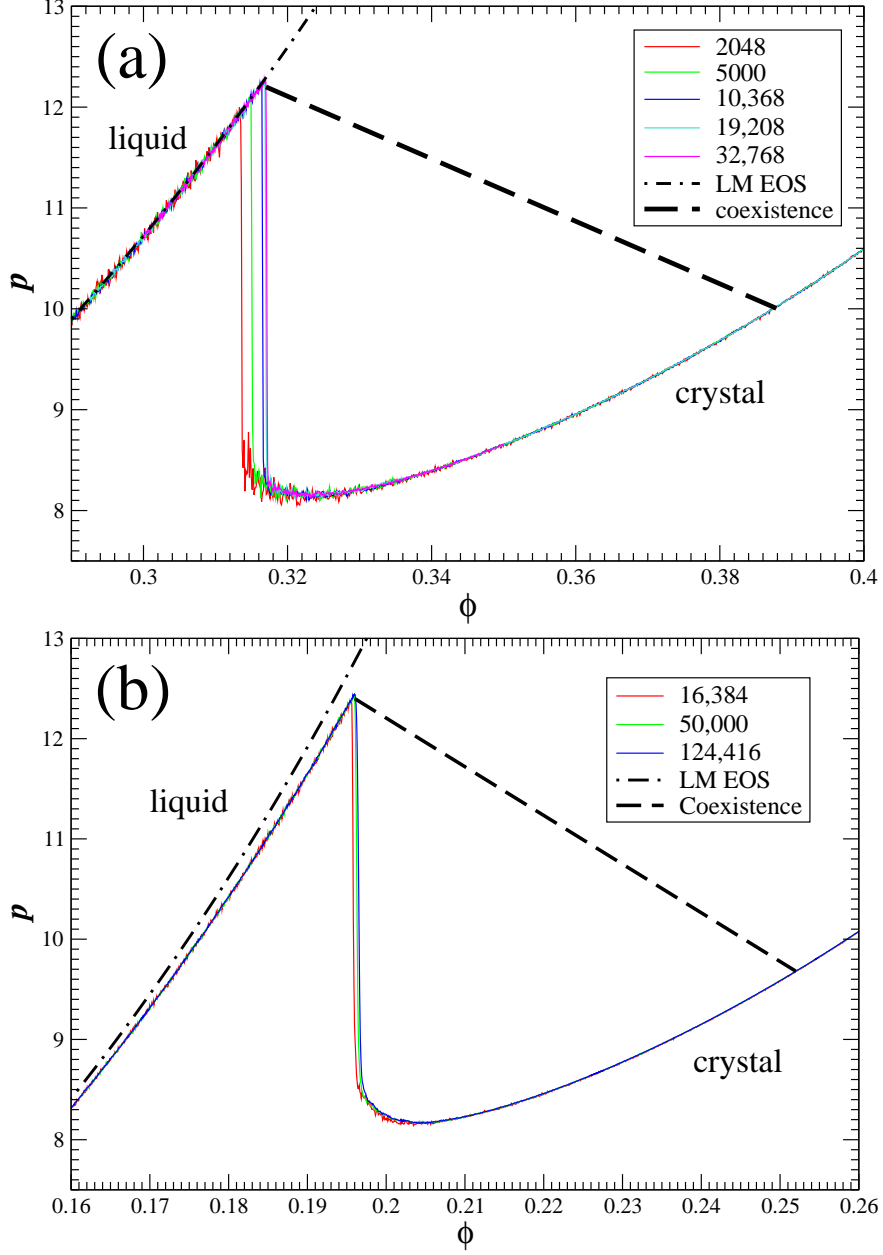 (a)
13
12
11
10
9
8
p
liquid
crystal
2048
5000
10,368
19,208
32,768
LM EOS
coexistence
0.3
0.32
0.34
0.36
0.38
0.4
ϕ
(b)
13
12
11
10
9
8
p
liquid
crystal
16,384
50,000
124,416
LM EOS
Coexistence
0.16
0.17
0.18
0.19
0.2
0.21
0.22
0.23
0.24
0.25
0.26
ϕ